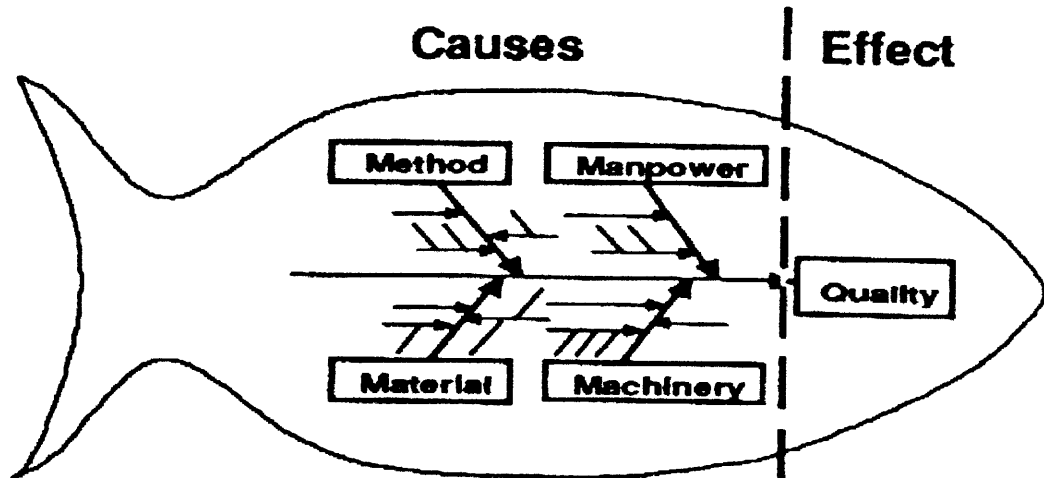 Causes
Effect
Method
Manpower
Quality
Material
Machinery